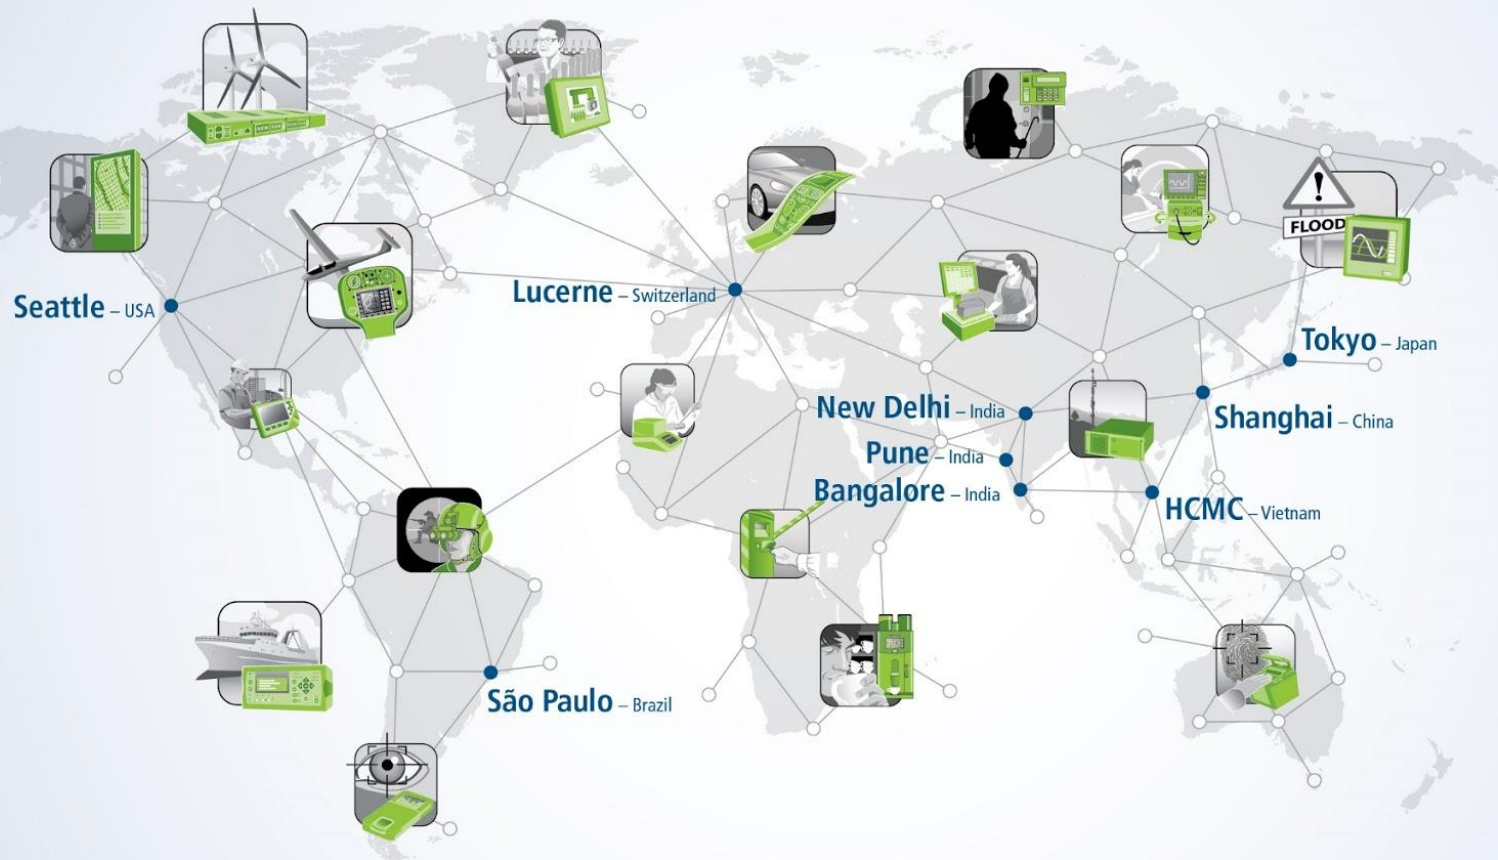 FLOOD
Seattle – USA
Lucerne – Switzerland
Tokyo – Japan
New Delhi – India
Shanghai – China
Pune – India
Bangalore – India
HCMC – Vietnam
São Paulo – Brazil